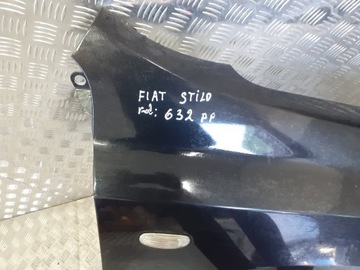 FIAT STILO
kol: 632 PP